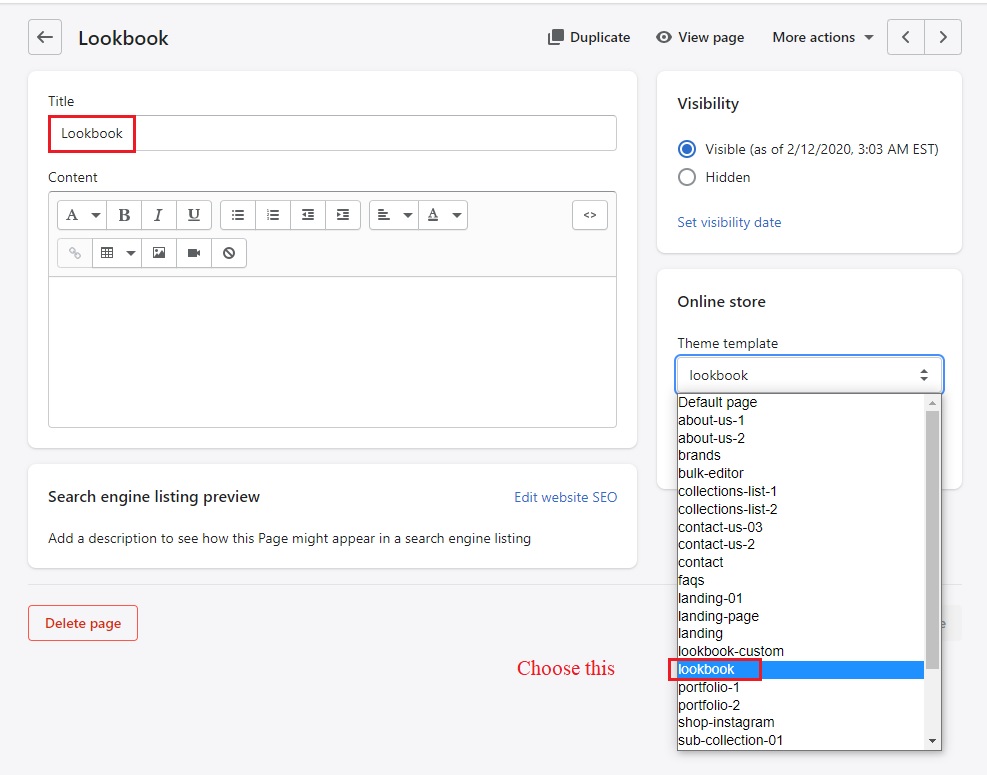 Lookbook
Duplicate
View page
More actions
Title
Lookbook
Content
A
B
I
U
A
<>
Search engine listing preview
Edit website SEO
Add a description to see how this Page might appear in a search engine listing
Delete page
Choose this
Visibility
Visible (as of 2/12/2020, 3:03 AM EST)
Hidden
Set visibility date
Online store
Theme template
lookbook
Default page
about-us-1
about-us-2
brands
bulk-editor
collections-list-1
collections-list-2
contact-us-03
contact-us-2
contact
faqs
landing-01
landing-page
landing
lookbook-custom
lookbook
portfolio-1
portfolio-2
shop-instagram
sub-collection-01